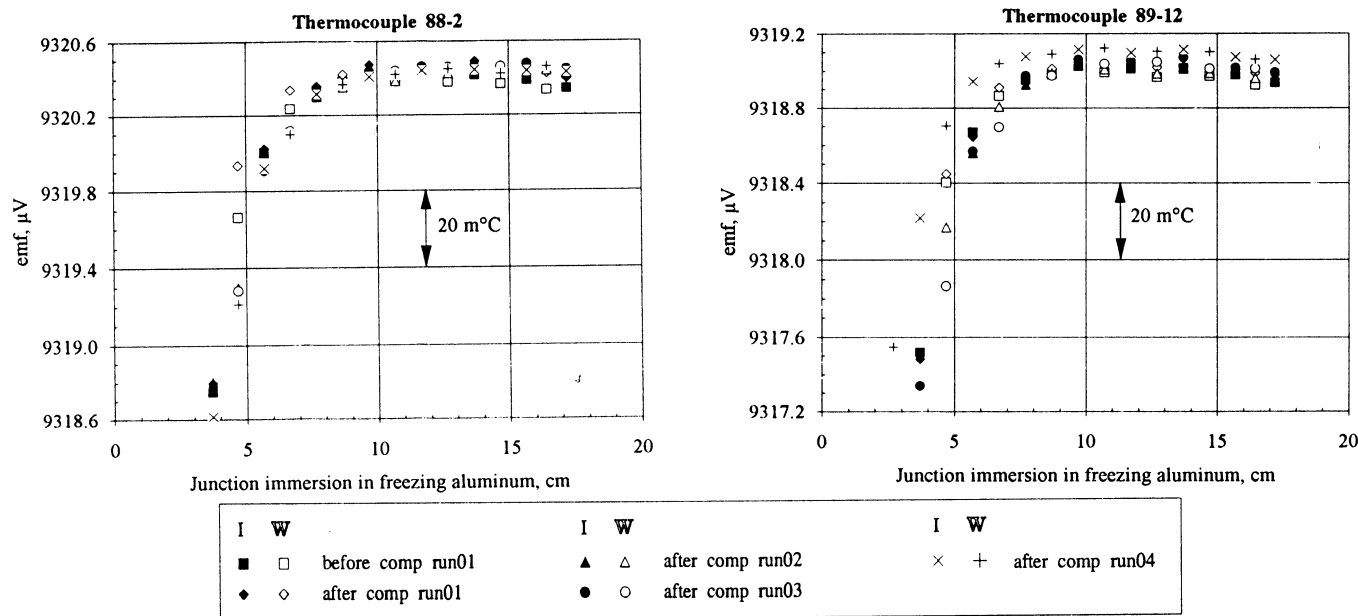 Thermocouple 88-2
9320.6
9320.2
9319.8
9319.4
9319.0
9318.6
emf, µV
20 m°C
0 5 10 15 20
Junction immersion in freezing aluminum, cm
Thermocouple 89-12
9319.2
9318.8
9318.4
9318.0
9317.6
9317.2
emf, µV
20 m°C
0 5 10 15 20
Junction immersion in freezing aluminum, cm
I W
before comp run01
after comp run01
I W
after comp run02
after comp run03
I W
after comp run04